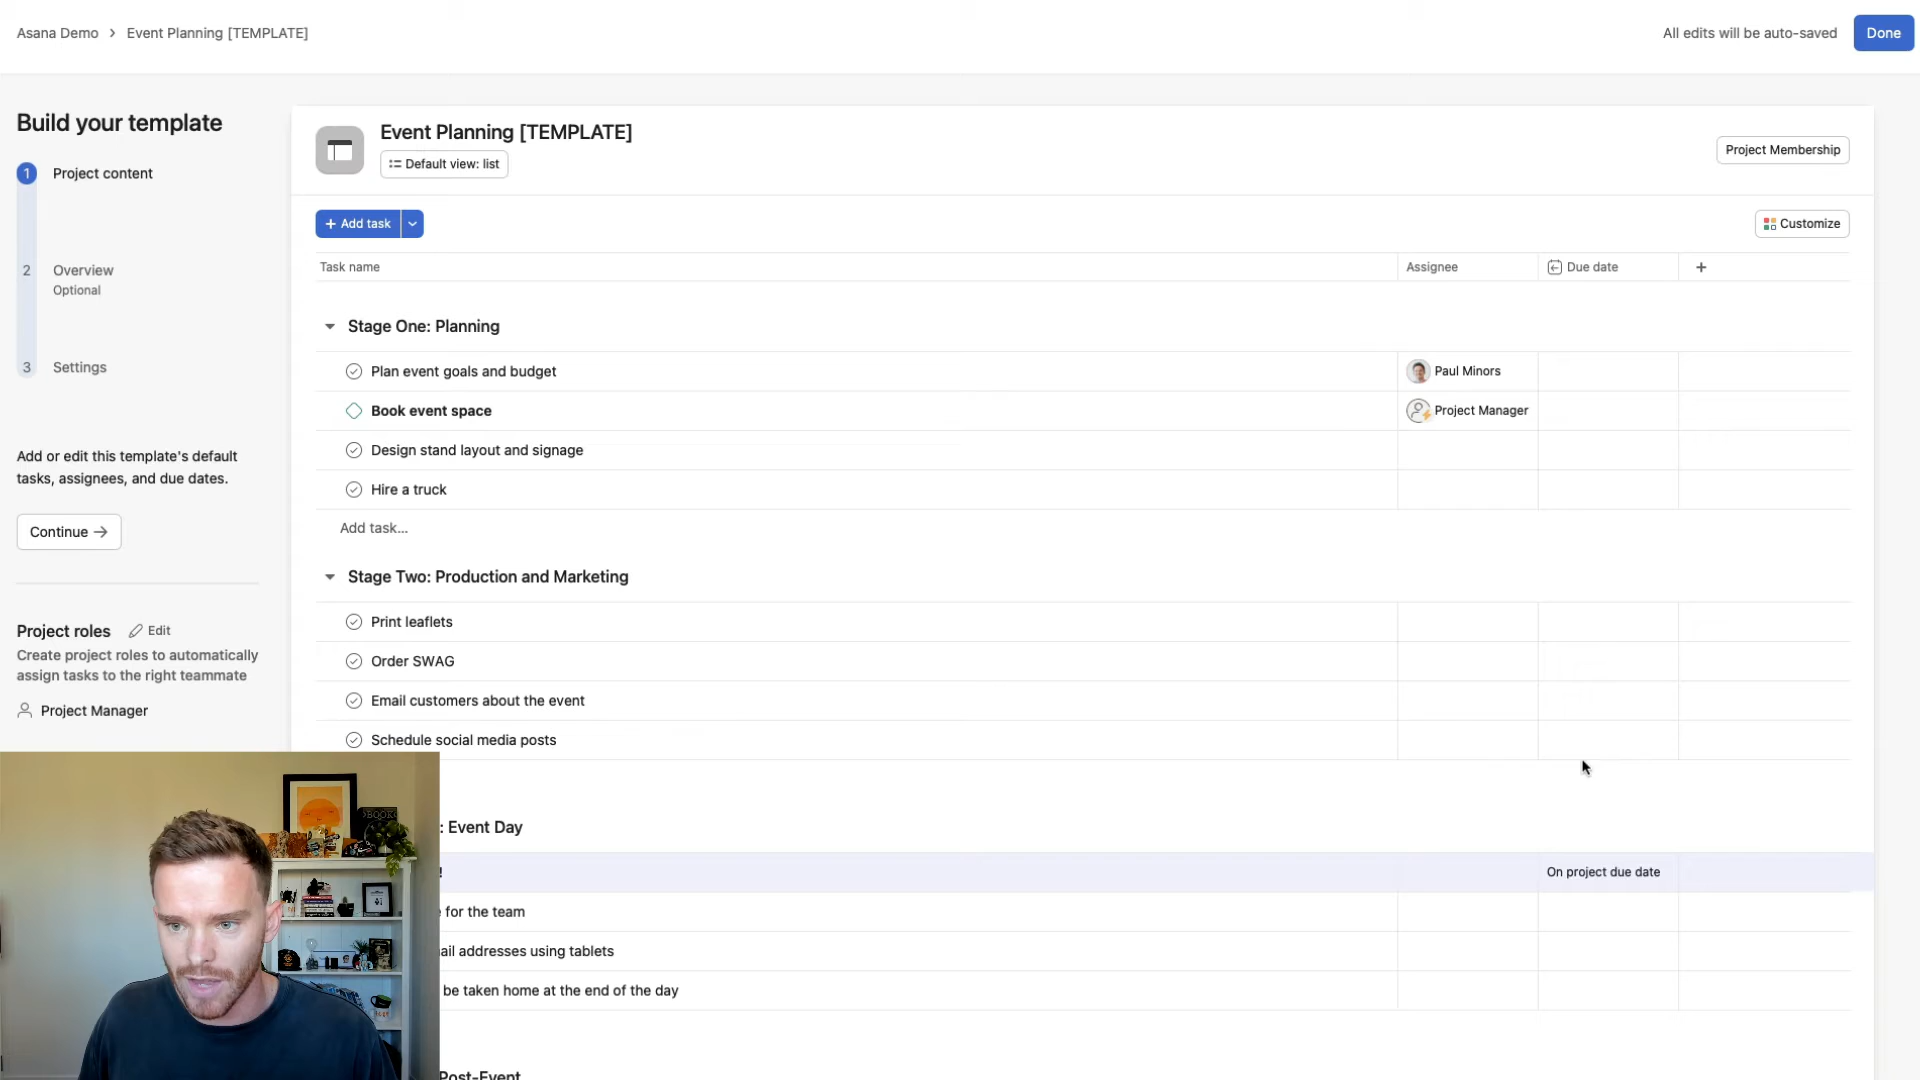 Asana Demo > Event Planning [TEMPLATE]
All edits will be auto-saved
Done
Build your template
1 Project content
2 Overview
Optional
3 Settings
Add or edit this template's default
tasks, assignees, and due dates.
Continue →
Project roles Edit
Create project roles to automatically
assign tasks to the right teammate
Project Manager
Event Planning [TEMPLATE]
Default view: list
Project Membership
+ Add task
Customize
Task name Assignee Due date +
Stage One: Planning
Plan event goals and budget Paul Minors
Book event space Project Manager
Design stand layout and signage
Hire a truck
Add task...
Stage Two: Production and Marketing
Print leaflets
Order SWAG
Email customers about the event
Schedule social media posts
: Event Day
! On project due date
for the team
addresses using tablets
be taken home at the end of the day
Post-Event